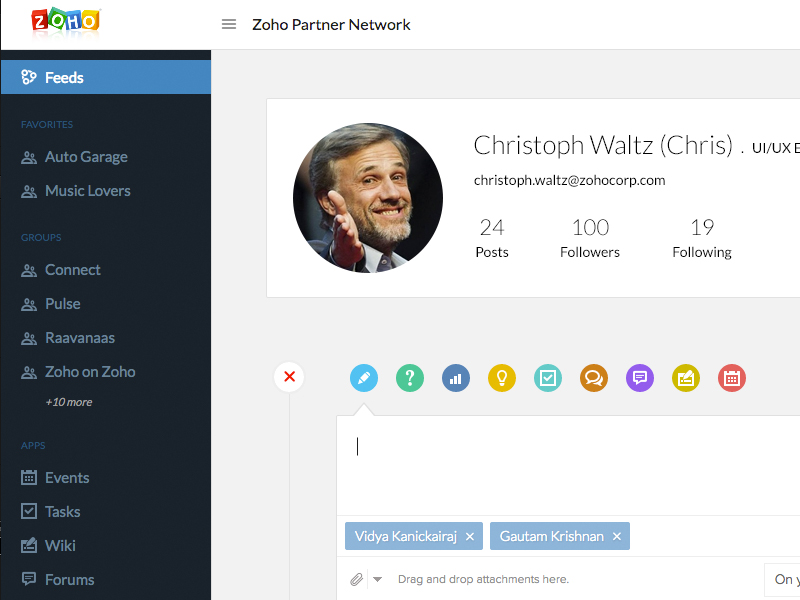 ZOHO
Zoho Partner Network
Feeds
FAVORITES
Auto Garage
Music Lovers
GROUPS
Connect
Pulse
Raavanaas
Zoho on Zoho
+10 more
APPS
Events
Tasks
Wiki
Forums
Christoph Waltz (Chris) . UI/UX E
christoph.waltz@zohocorp.com
24 100 19
Posts Followers Following
Vidya Kanickairaj × Gautam Krishnan ×
Drag and drop attachments here.
On y